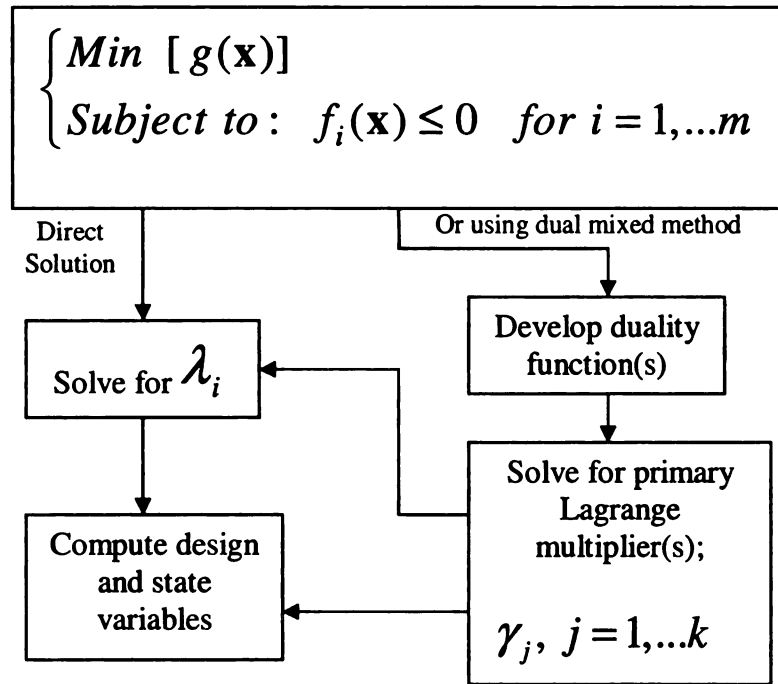 Min [g(x)]
Subject to: f_i(x) ≤ 0 for i = 1,...m
Direct
Solution
Or using dual mixed method
Develop duality
function(s)
Solve for λ_i
Solve for primary
Lagrange
multiplier(s);
γ_j, j = 1,...k
Compute design
and state
variables